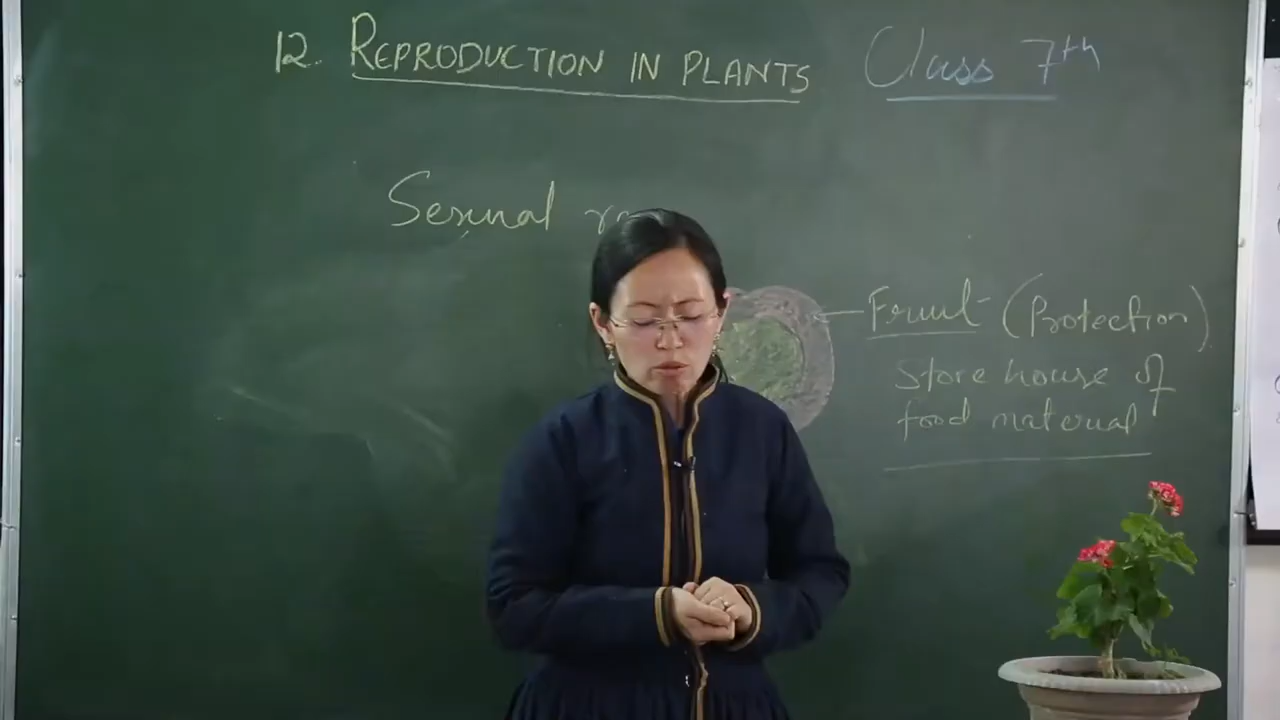 12. REPRODUCTION IN PLANTS Class 7th
Sexual
Fruit (Protection)
Store house of
food material